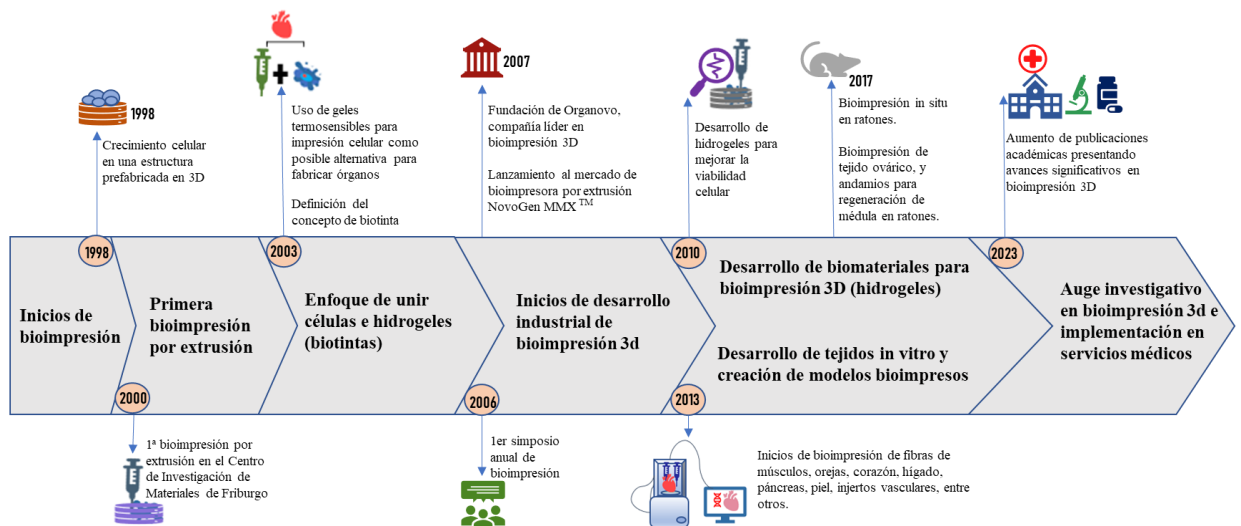 1998
Crecimiento celular
en una estructura
prefabricada en 3D
2003
Uso de geles
termosensibles para
impresión celular como
posible alternativa para
fabricar órganos
Definición del
concepto de biotinta
2007
Fundación de Organovo,
compañía líder en
bioimpresión 3D
Lanzamiento al mercado de
bioimpresora por extrusión
NovoGen MMX TM
2010
Desarrollo de
hidrogeles para
mejorar la
viabilidad
celular
2017
Bioimpresión in situ
en ratones.
Bioimpresión de
tejido ovárico, y
andamios para
regeneración de
médula en ratones.
Aumento de publicaciones
académicas presentando
avances significativos en
bioimpresión 3D
1998
Inicios de
bioimpresión
Primera
bioimpresión
por extrusión
2003
Enfoque de unir
células e hidrogeles
(biotintas)
Inicios de desarrollo
industrial de
bioimpresión 3d
2010
Desarrollo de biomateriales para
bioimpresión 3D (hidrogeles)
Desarrollo de tejidos in vitro y
creación de modelos bioimpresos
2023
Auge investigativo
en bioimpresión 3d e
implementación en
servicios médicos
2000
1ª bioimpresión por
extrusión en el Centro
de Investigación de
Materiales de Friburgo
2006
1er simposio
anual de
bioimpresión
2013
Inicios de bioimpresión de fibras de
músculos, orejas, corazón, hígado,
páncreas, piel, injertos vasculares, entre
otros.